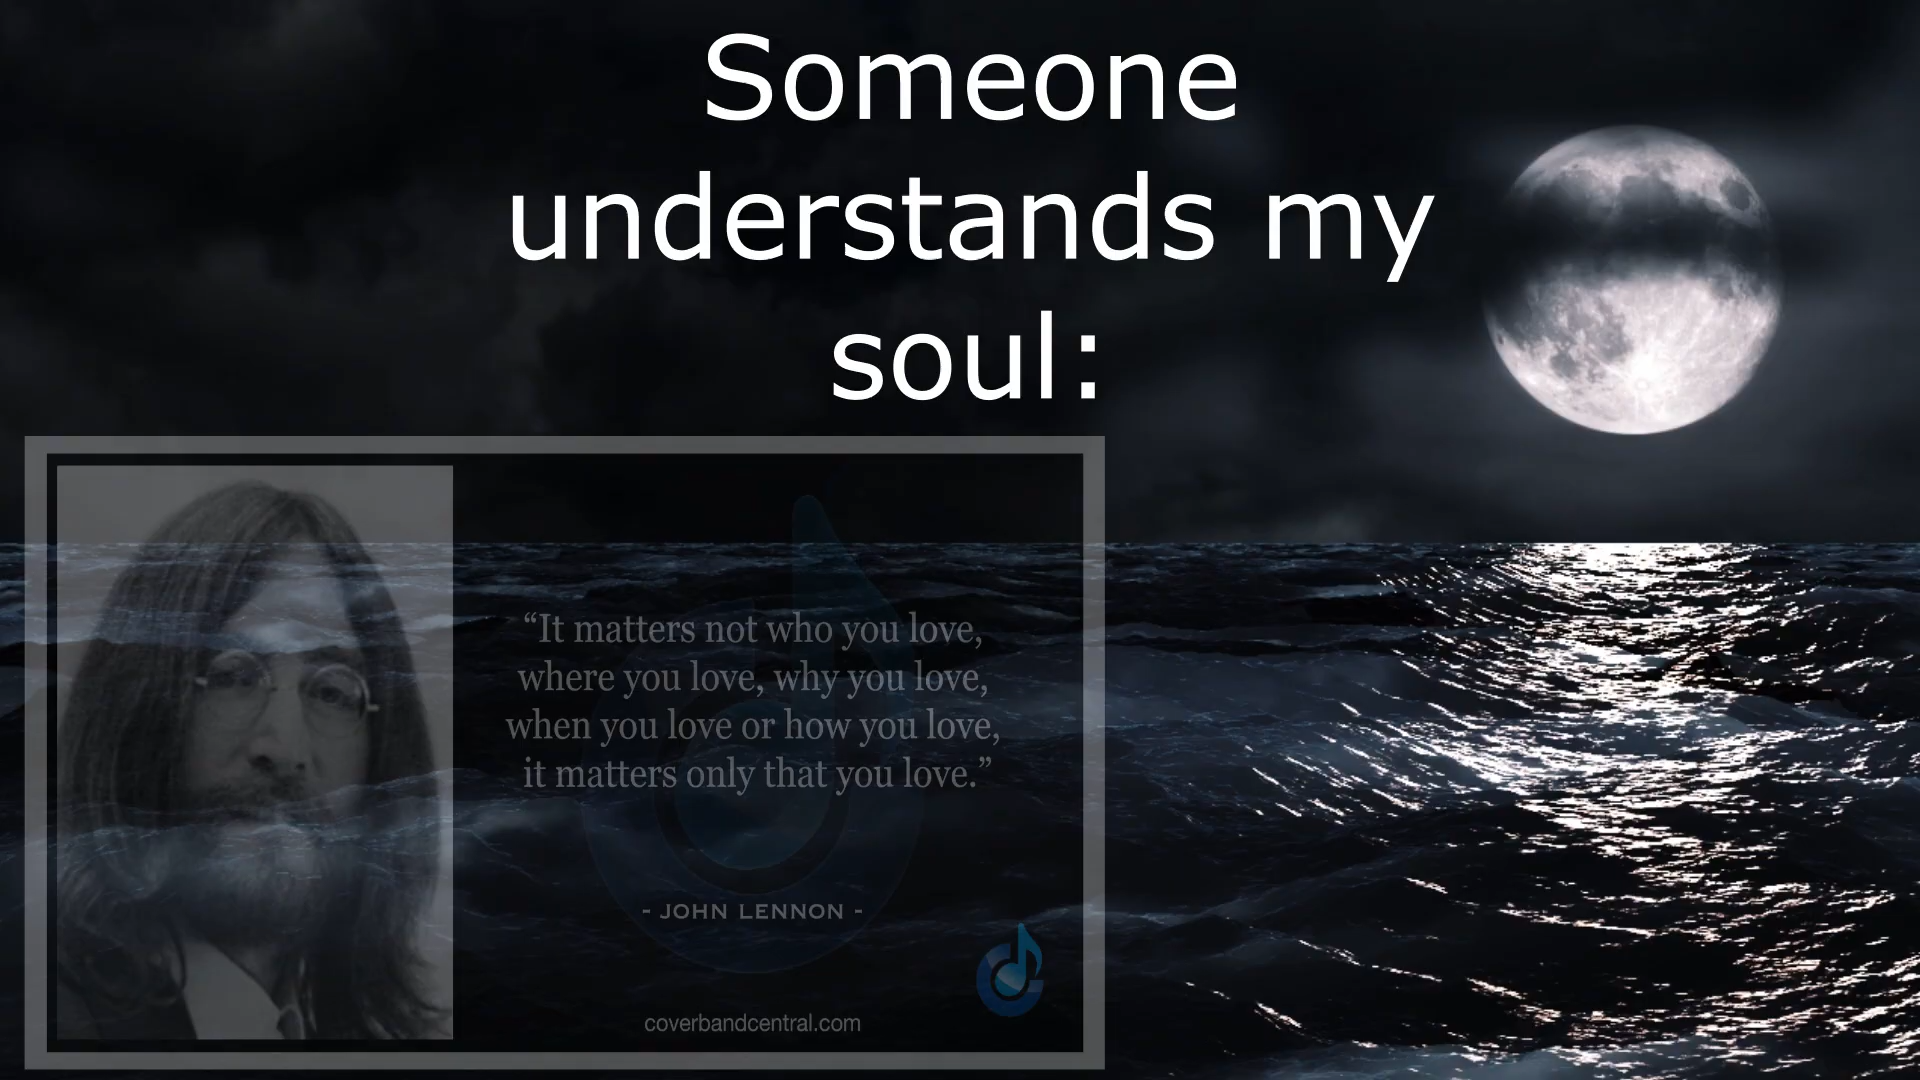 Someone
understands my
soul:
“It matters not who you love,
where you love, why you love,
when you love or how you love,
it matters only that you love.”
- JOHN LENNON -
coverbandcentral.com